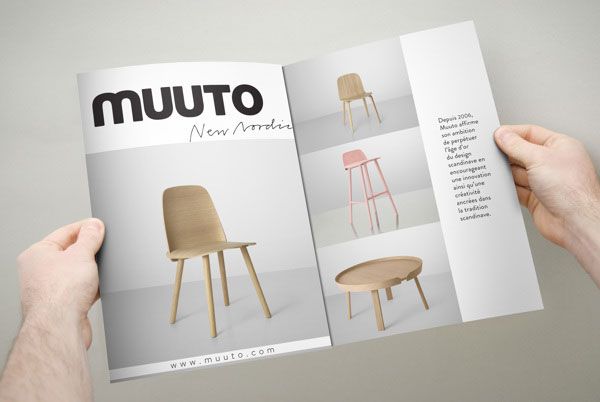 muuto
New Nordic
www.muuto.com
Depuis 2006,
Muuto affirme
son ambition
de perpétuer
l'âge d'or
du design
scandinave en
encourageant
une innovation
ainsi qu'une
créativité
ancrées dans
la tradition
scandinave.